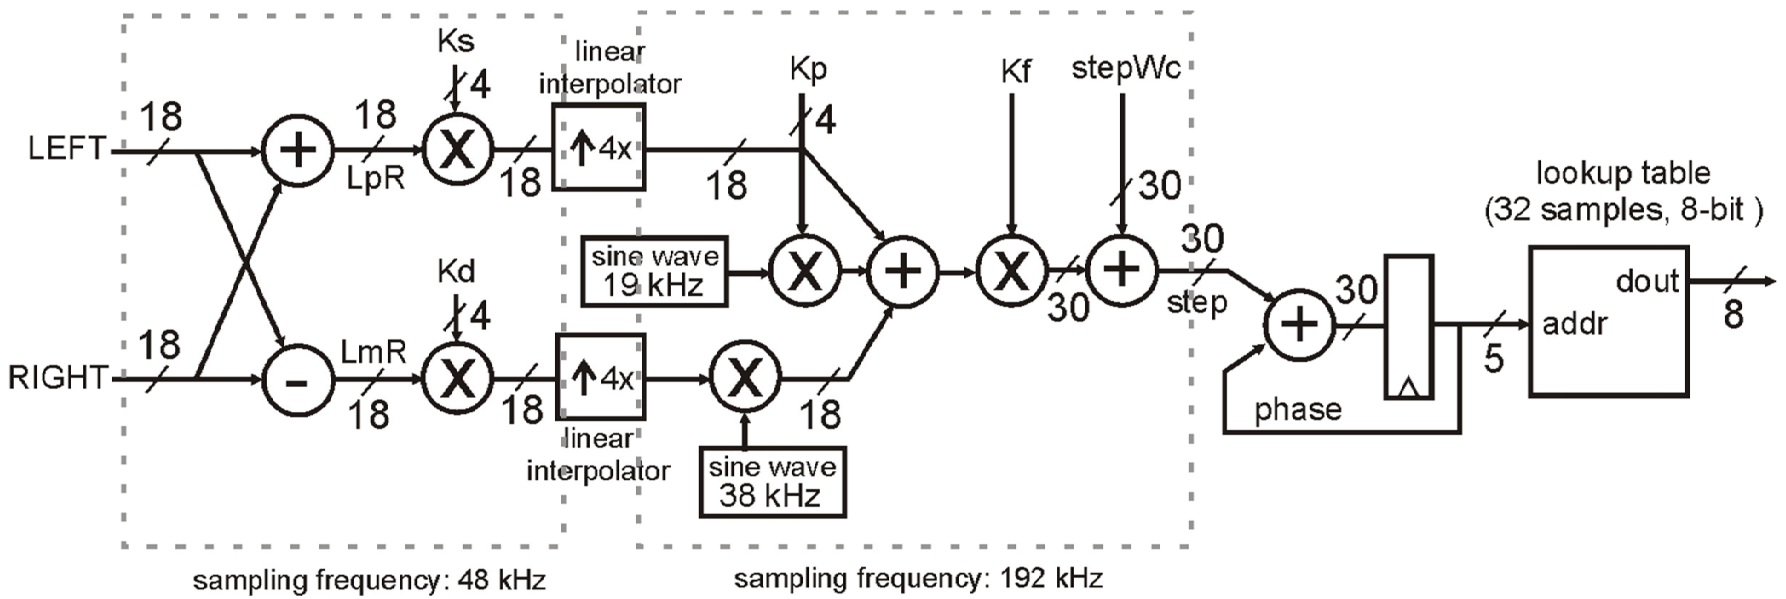 Ks
4
linear
interpolator
Kp
4
Kf
stepWc
30
18
LEFT
18
LpR
18
4x
18
lookup table
(32 samples, 8-bit )
sine wave
19 kHz
30
30
step
30
dout
8
addr
5
phase
Kd
4
18
RIGHT
LmR
18
18
4x
18
linear
interpolator
sine wave
38 kHz
sampling frequency: 48 kHz
sampling frequency: 192 kHz
+
X
X
+
X
+
+
-
X
X